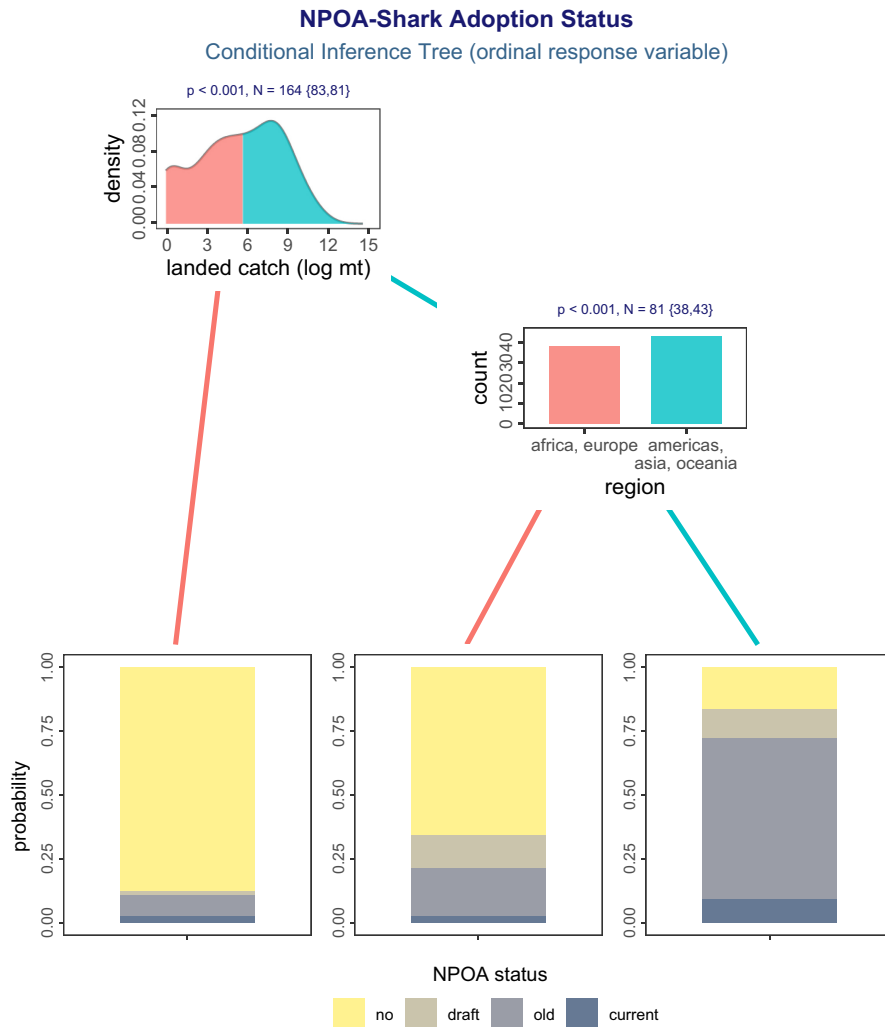 NPOA-Shark Adoption Status
Conditional Inference Tree (ordinal response variable)
p < 0.001, N = 164 {83,81}
density
0.00 0.04 0.08 0.12
0 3 6 9 12 15
landed catch (log mt)
p < 0.001, N = 81 {38,43}
count
0 10 20 30 40
africa, europe
americas,
asia, oceania
region
probability
0.00 0.25 0.50 0.75 1.00
0.00 0.25 0.50 0.75 1.00
0.00 0.25 0.50 0.75 1.00
NPOA status
no draft old current